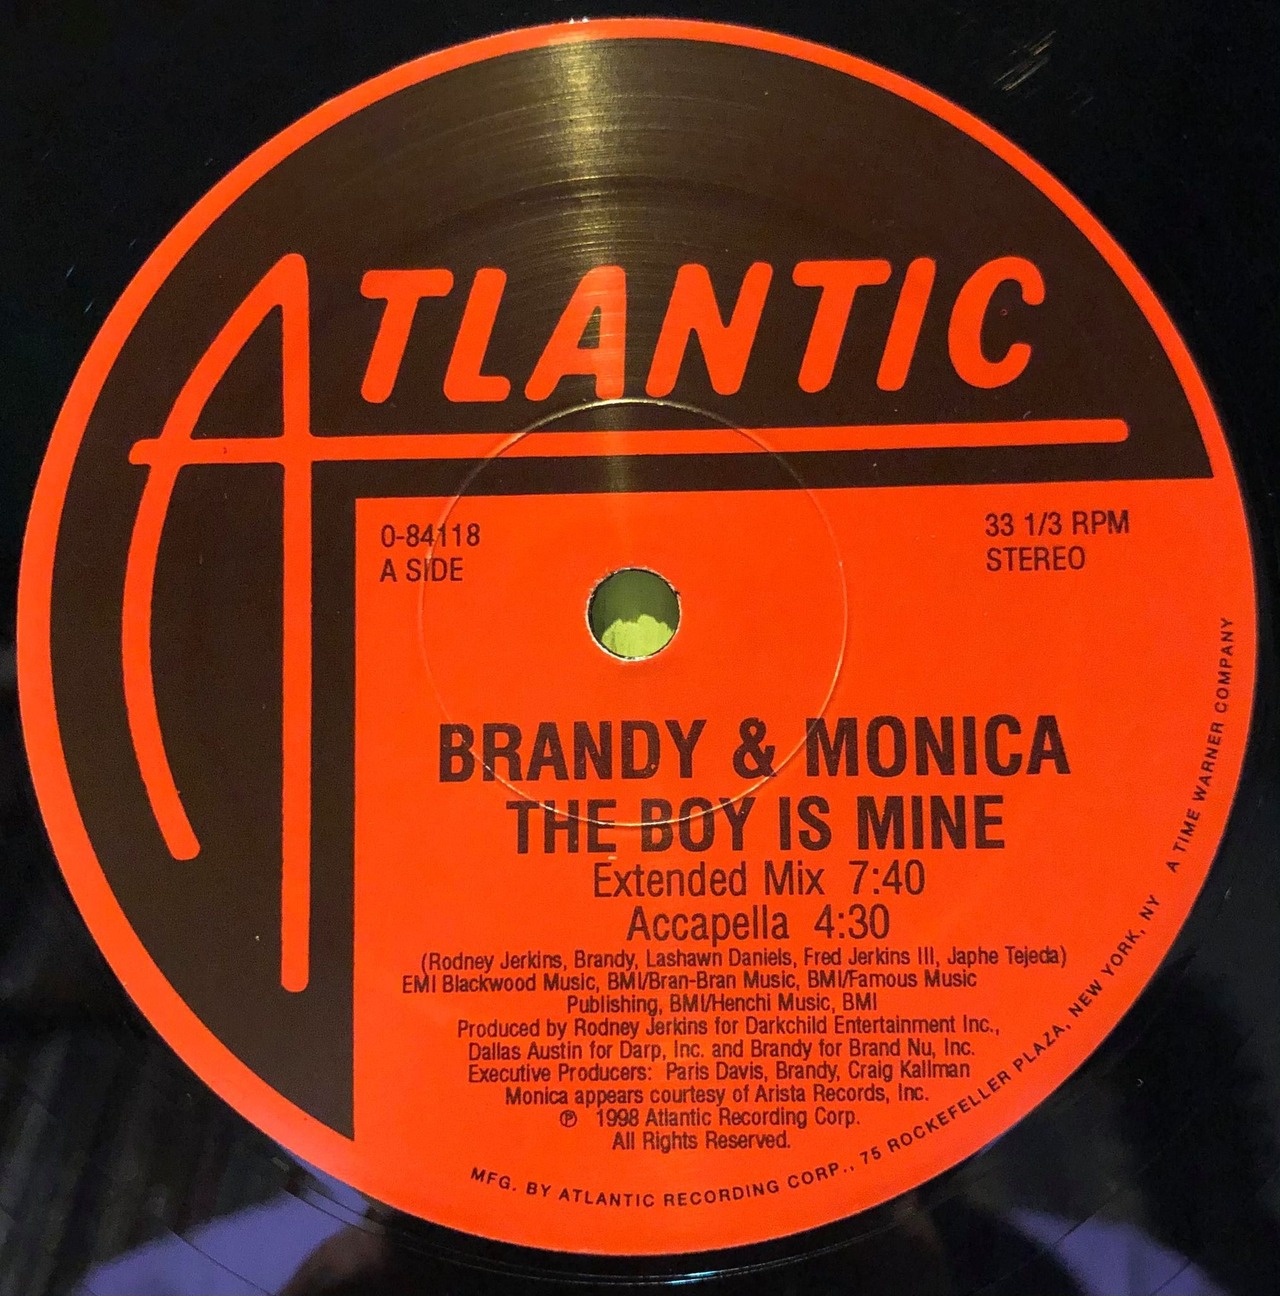 ATLANTIC
0-84118
A SIDE
33 1/3 RPM
STEREO
BRANDY & MONICA
THE BOY IS MINE
Extended Mix 7:40
Accapella 4:30
(Rodney Jerkins, Brandy, Lashawn Daniels, Fred Jerkins III, Japhe Tejeda)
EMI Blackwood Music, BMI/Bran-Bran Music, BMI/Famous Music
Publishing, BMI/Henchi Music, BMI
Produced by Rodney Jerkins for Darkchild Entertainment Inc.,
Dallas Austin for Darp, Inc. and Brandy for Brand Nu, Inc.
Executive Producers: Paris Davis, Brandy, Craig Kallman
Monica appears courtesy of Arista Records, Inc.
℗ 1998 Atlantic Recording Corp.
All Rights Reserved.
MFG. BY ATLANTIC RECORDING CORP., 75 ROCKEFELLER PLAZA, NEW YORK, NY A TIME WARNER COMPANY